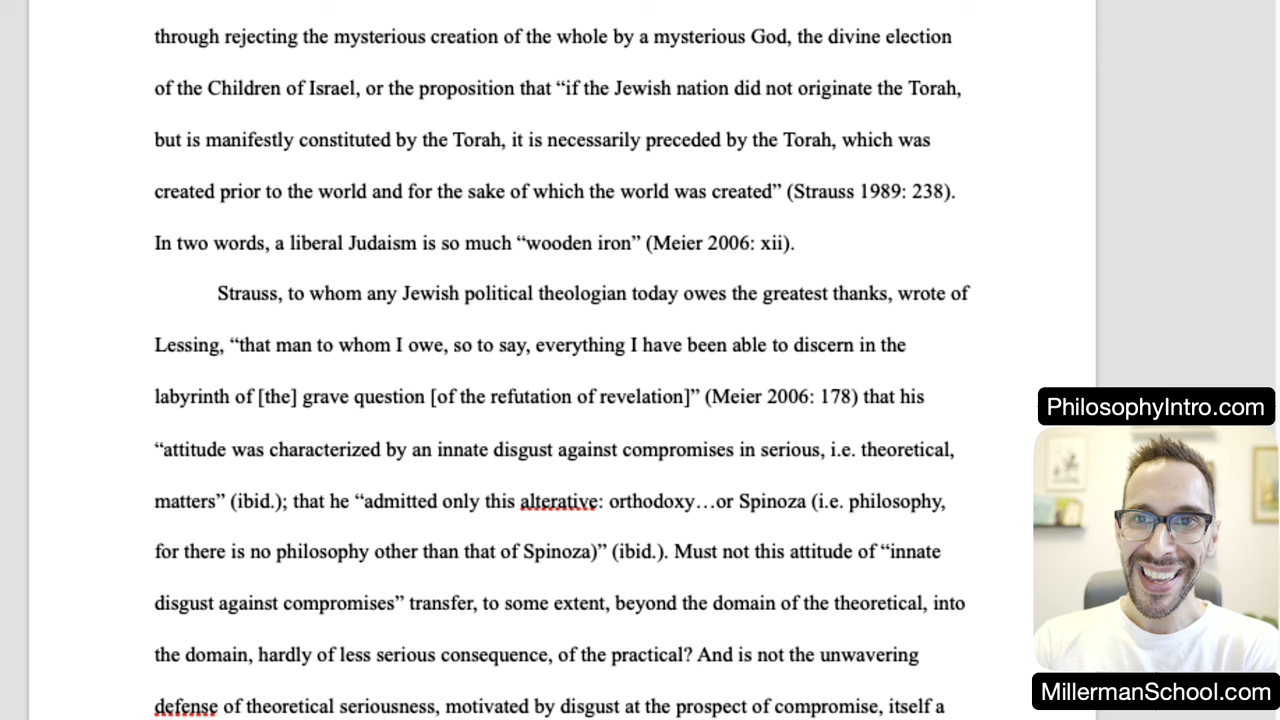 through rejecting the mysterious creation of the whole by a mysterious God, the divine election
of the Children of Israel, or the proposition that “if the Jewish nation did not originate the Torah,
but is manifestly constituted by the Torah, it is necessarily preceded by the Torah, which was
created prior to the world and for the sake of which the world was created” (Strauss 1989: 238).
In two words, a liberal Judaism is so much “wooden iron” (Meier 2006: xii).
Strauss, to whom any Jewish political theologian today owes the greatest thanks, wrote of
Lessing, “that man to whom I owe, so to say, everything I have been able to discern in the
labyrinth of [the] grave question [of the refutation of revelation]” (Meier 2006: 178) that his
“attitude was characterized by an innate disgust against compromises in serious, i.e. theoretical,
matters” (ibid.); that he “admitted only this alterative: orthodoxy…or Spinoza (i.e. philosophy,
for there is no philosophy other than that of Spinoza)” (ibid.). Must not this attitude of “innate
disgust against compromises” transfer, to some extent, beyond the domain of the theoretical, into
the domain, hardly of less serious consequence, of the practical? And is not the unwavering
defense of theoretical seriousness, motivated by disgust at the prospect of compromise, itself a
PhilosophyIntro.com
MillermanSchool.com